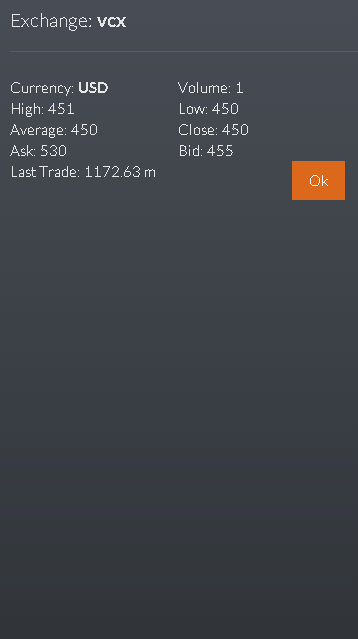 Exchange: vcx
Currency: USD Volume: 1
High: 451 Low: 450
Average: 450 Close: 450
Ask: 530 Bid: 455
Last Trade: 1172.63 m
Ok